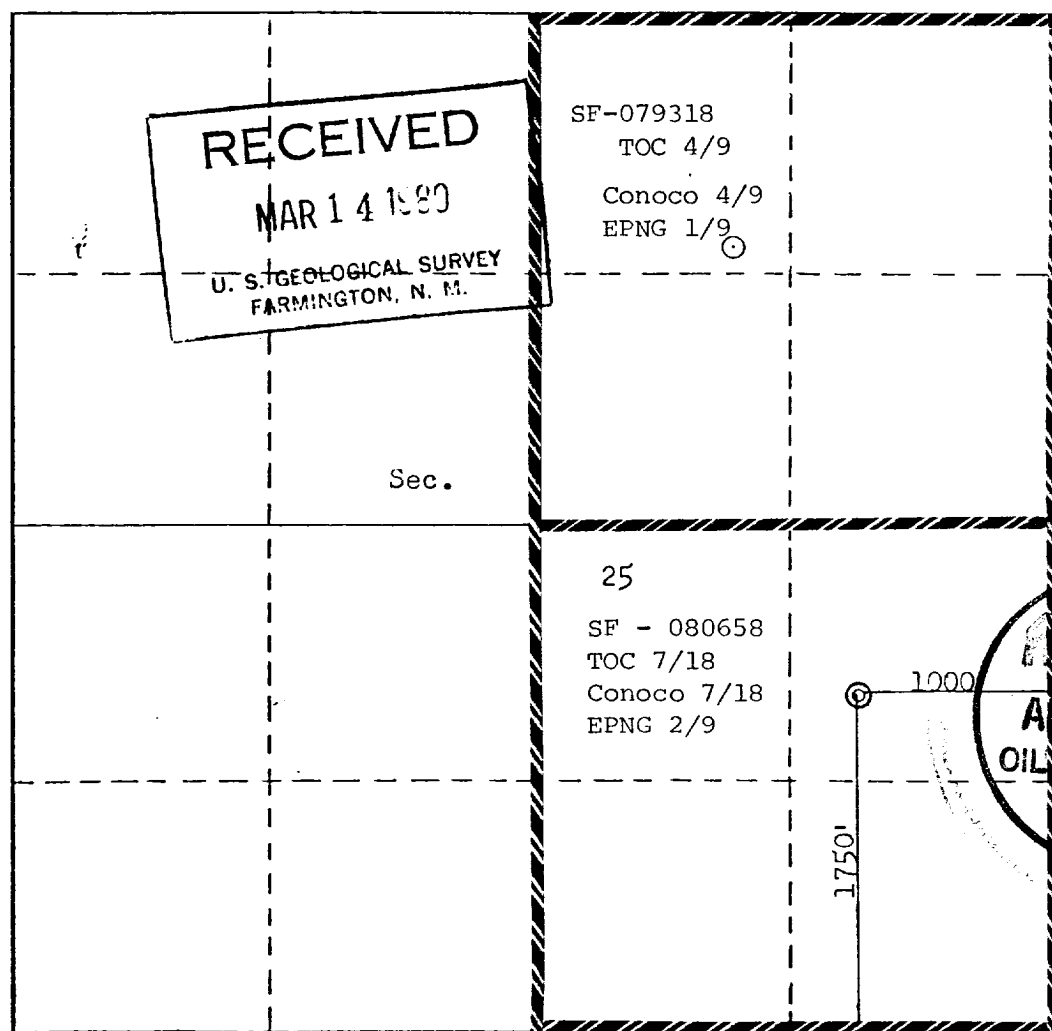 RECEIVED
MAR 14 1980
U. S. GEOLOGICAL SURVEY
FARMINGTON, N. M.
SF-079318
TOC 4/9
Conoco 4/9
EPNG 1/9
Sec.
25
SF - 080658
TOC 7/18
Conoco 7/18
EPNG 2/9
1000
1750'
OIL